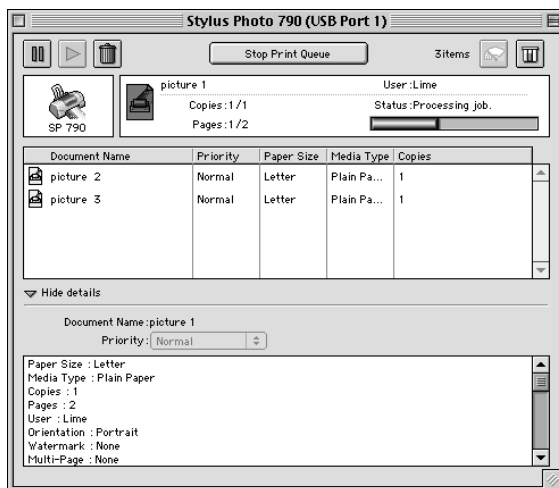 Stylus Photo 790 (USB Port 1)
Stop Print Queue
3items
SP 790
picture 1
User :Lime
Copies:1/1
Status :Processing job.
Pages:1/2
Document Name Priority Paper Size Media Type Copies
picture 2 Normal Letter Plain Pa... 1
picture 3 Normal Letter Plain Pa... 1
Hide details
Document Name :picture 1
Priority: Normal
Paper Size : Letter
Media Type : Plain Paper
Copies : 1
Pages : 2
User : Lime
Orientation : Portrait
Watermark : None
Multi-Page : None